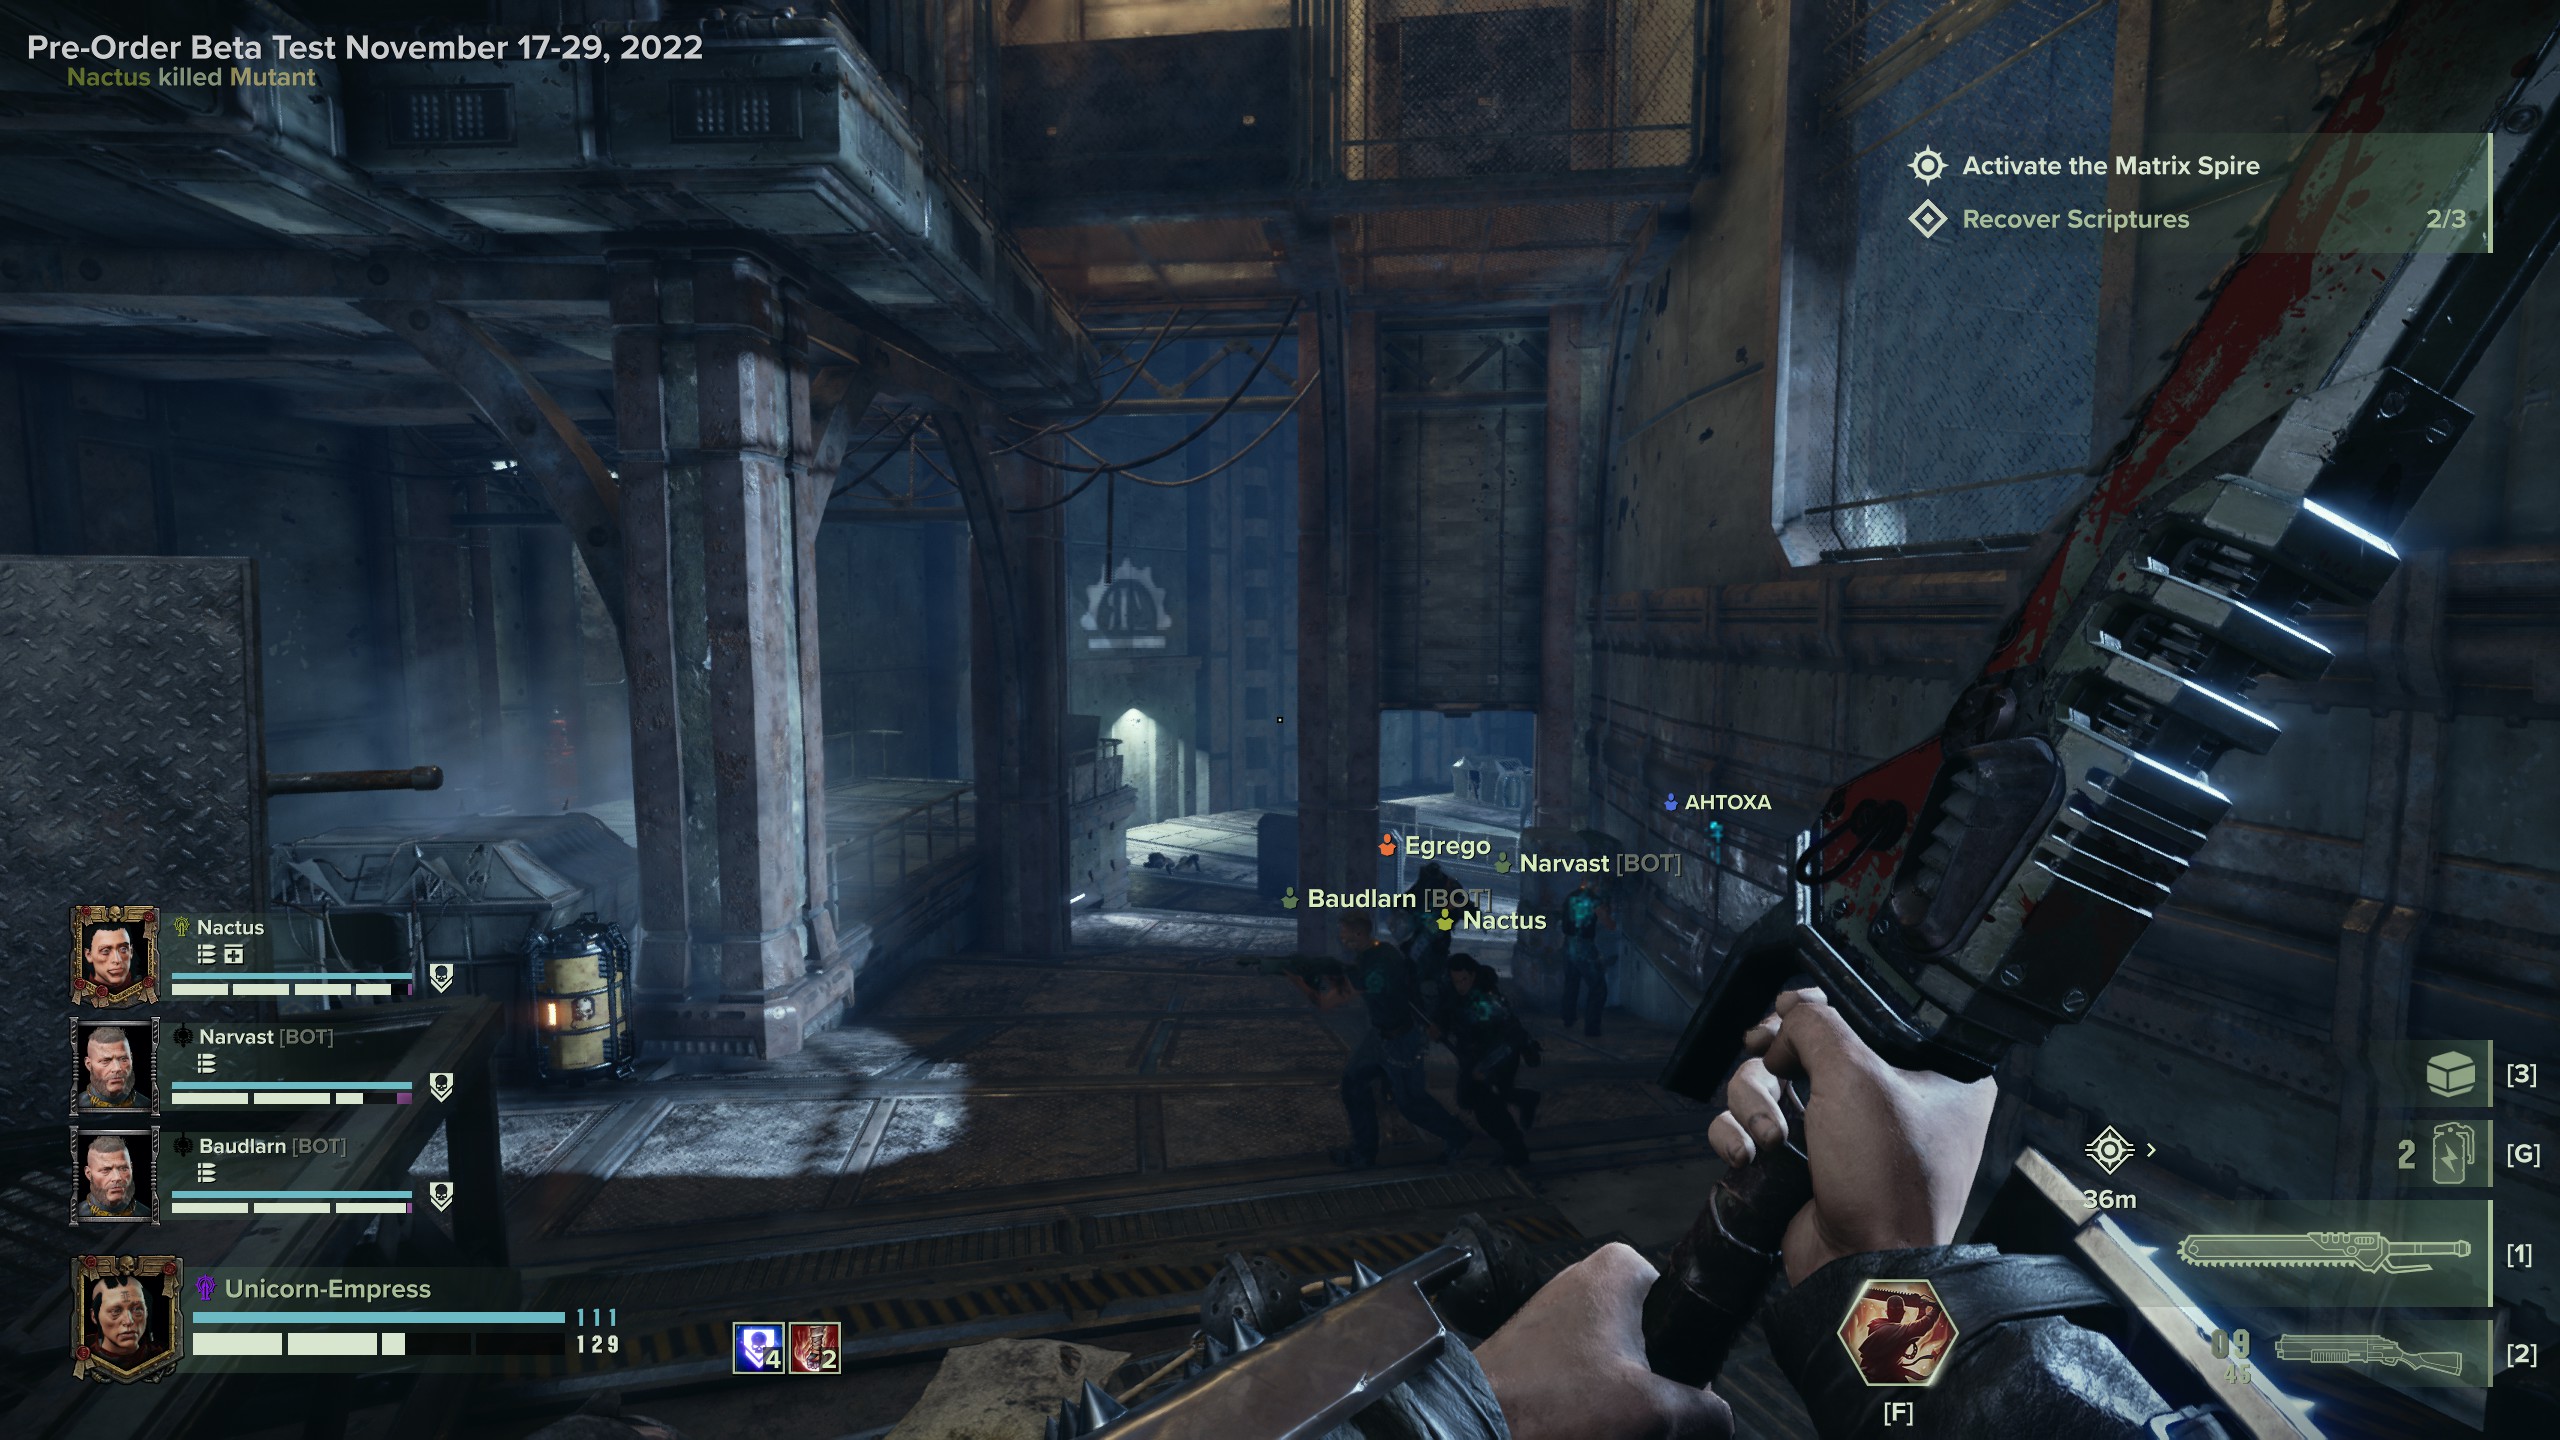 Pre-Order Beta Test November 17-29, 2022
Nactus killed Mutant
Activate the Matrix Spire
Recover Scriptures 2/3
AHTOXA
Egrego
Narvast [BOT]
Baudlarn [BOT]
Nactus
Nactus
Narvast [BOT]
Baudlarn [BOT]
Unicorn-Empress
111
129
4
2
[3]
2 [G]
36m
[1]
09
45
[2]
[F]